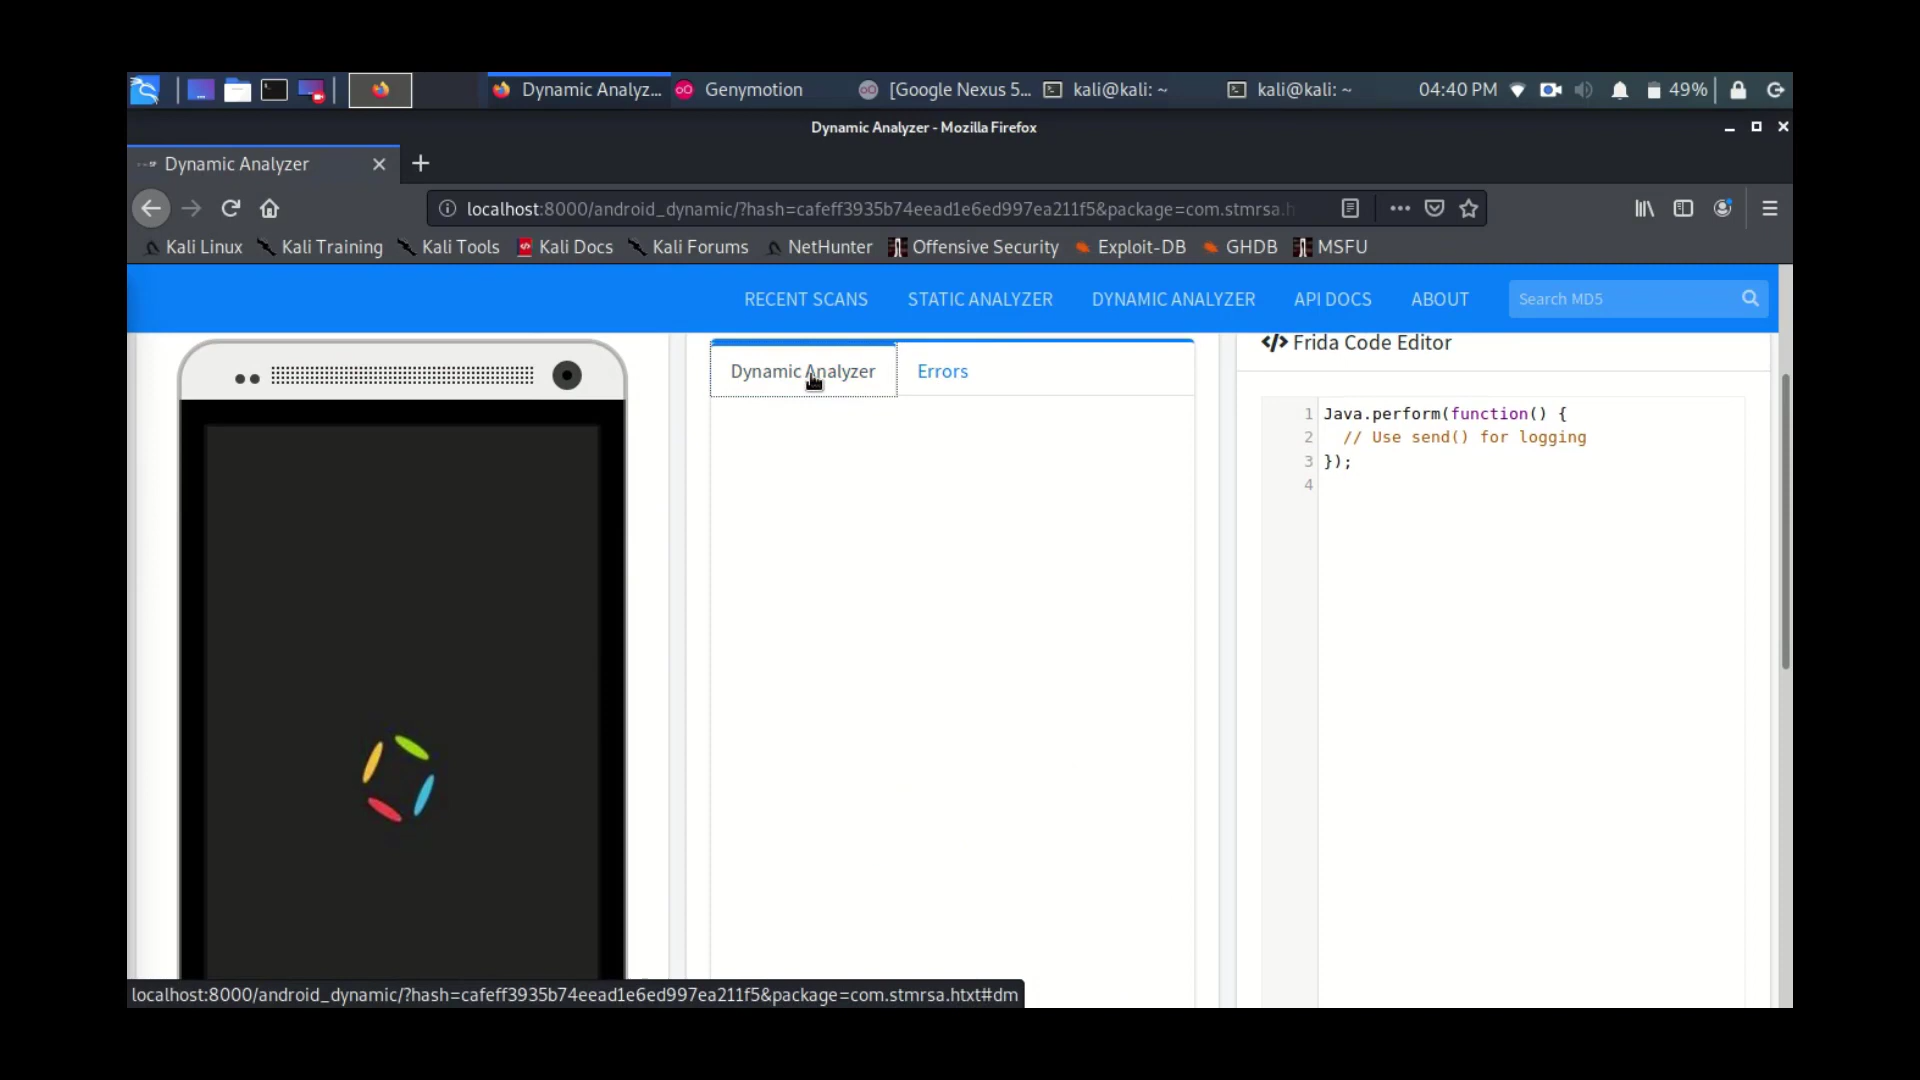 Dynamic Analyz... Genymotion [Google Nexus 5... kali@kali: ~ kali@kali: ~ 04:40 PM 49%
Dynamic Analyzer - Mozilla Firefox
Dynamic Analyzer
localhost:8000/android_dynamic/?hash=cafeff3935b74eead1e6ed997ea211f5&package=com.stmrsa.h
Kali Linux Kali Training Kali Tools Kali Docs Kali Forums NetHunter Offensive Security Exploit-DB GHDB MSFU
RECENT SCANS STATIC ANALYZER DYNAMIC ANALYZER API DOCS ABOUT Search MD5
</> Frida Code Editor
Dynamic Analyzer Errors
1 Java.perform(function() {
2 // Use send() for logging
3 });
4
localhost:8000/android_dynamic/?hash=cafeff3935b74eead1e6ed997ea211f5&package=com.stmrsa.htxt#dm